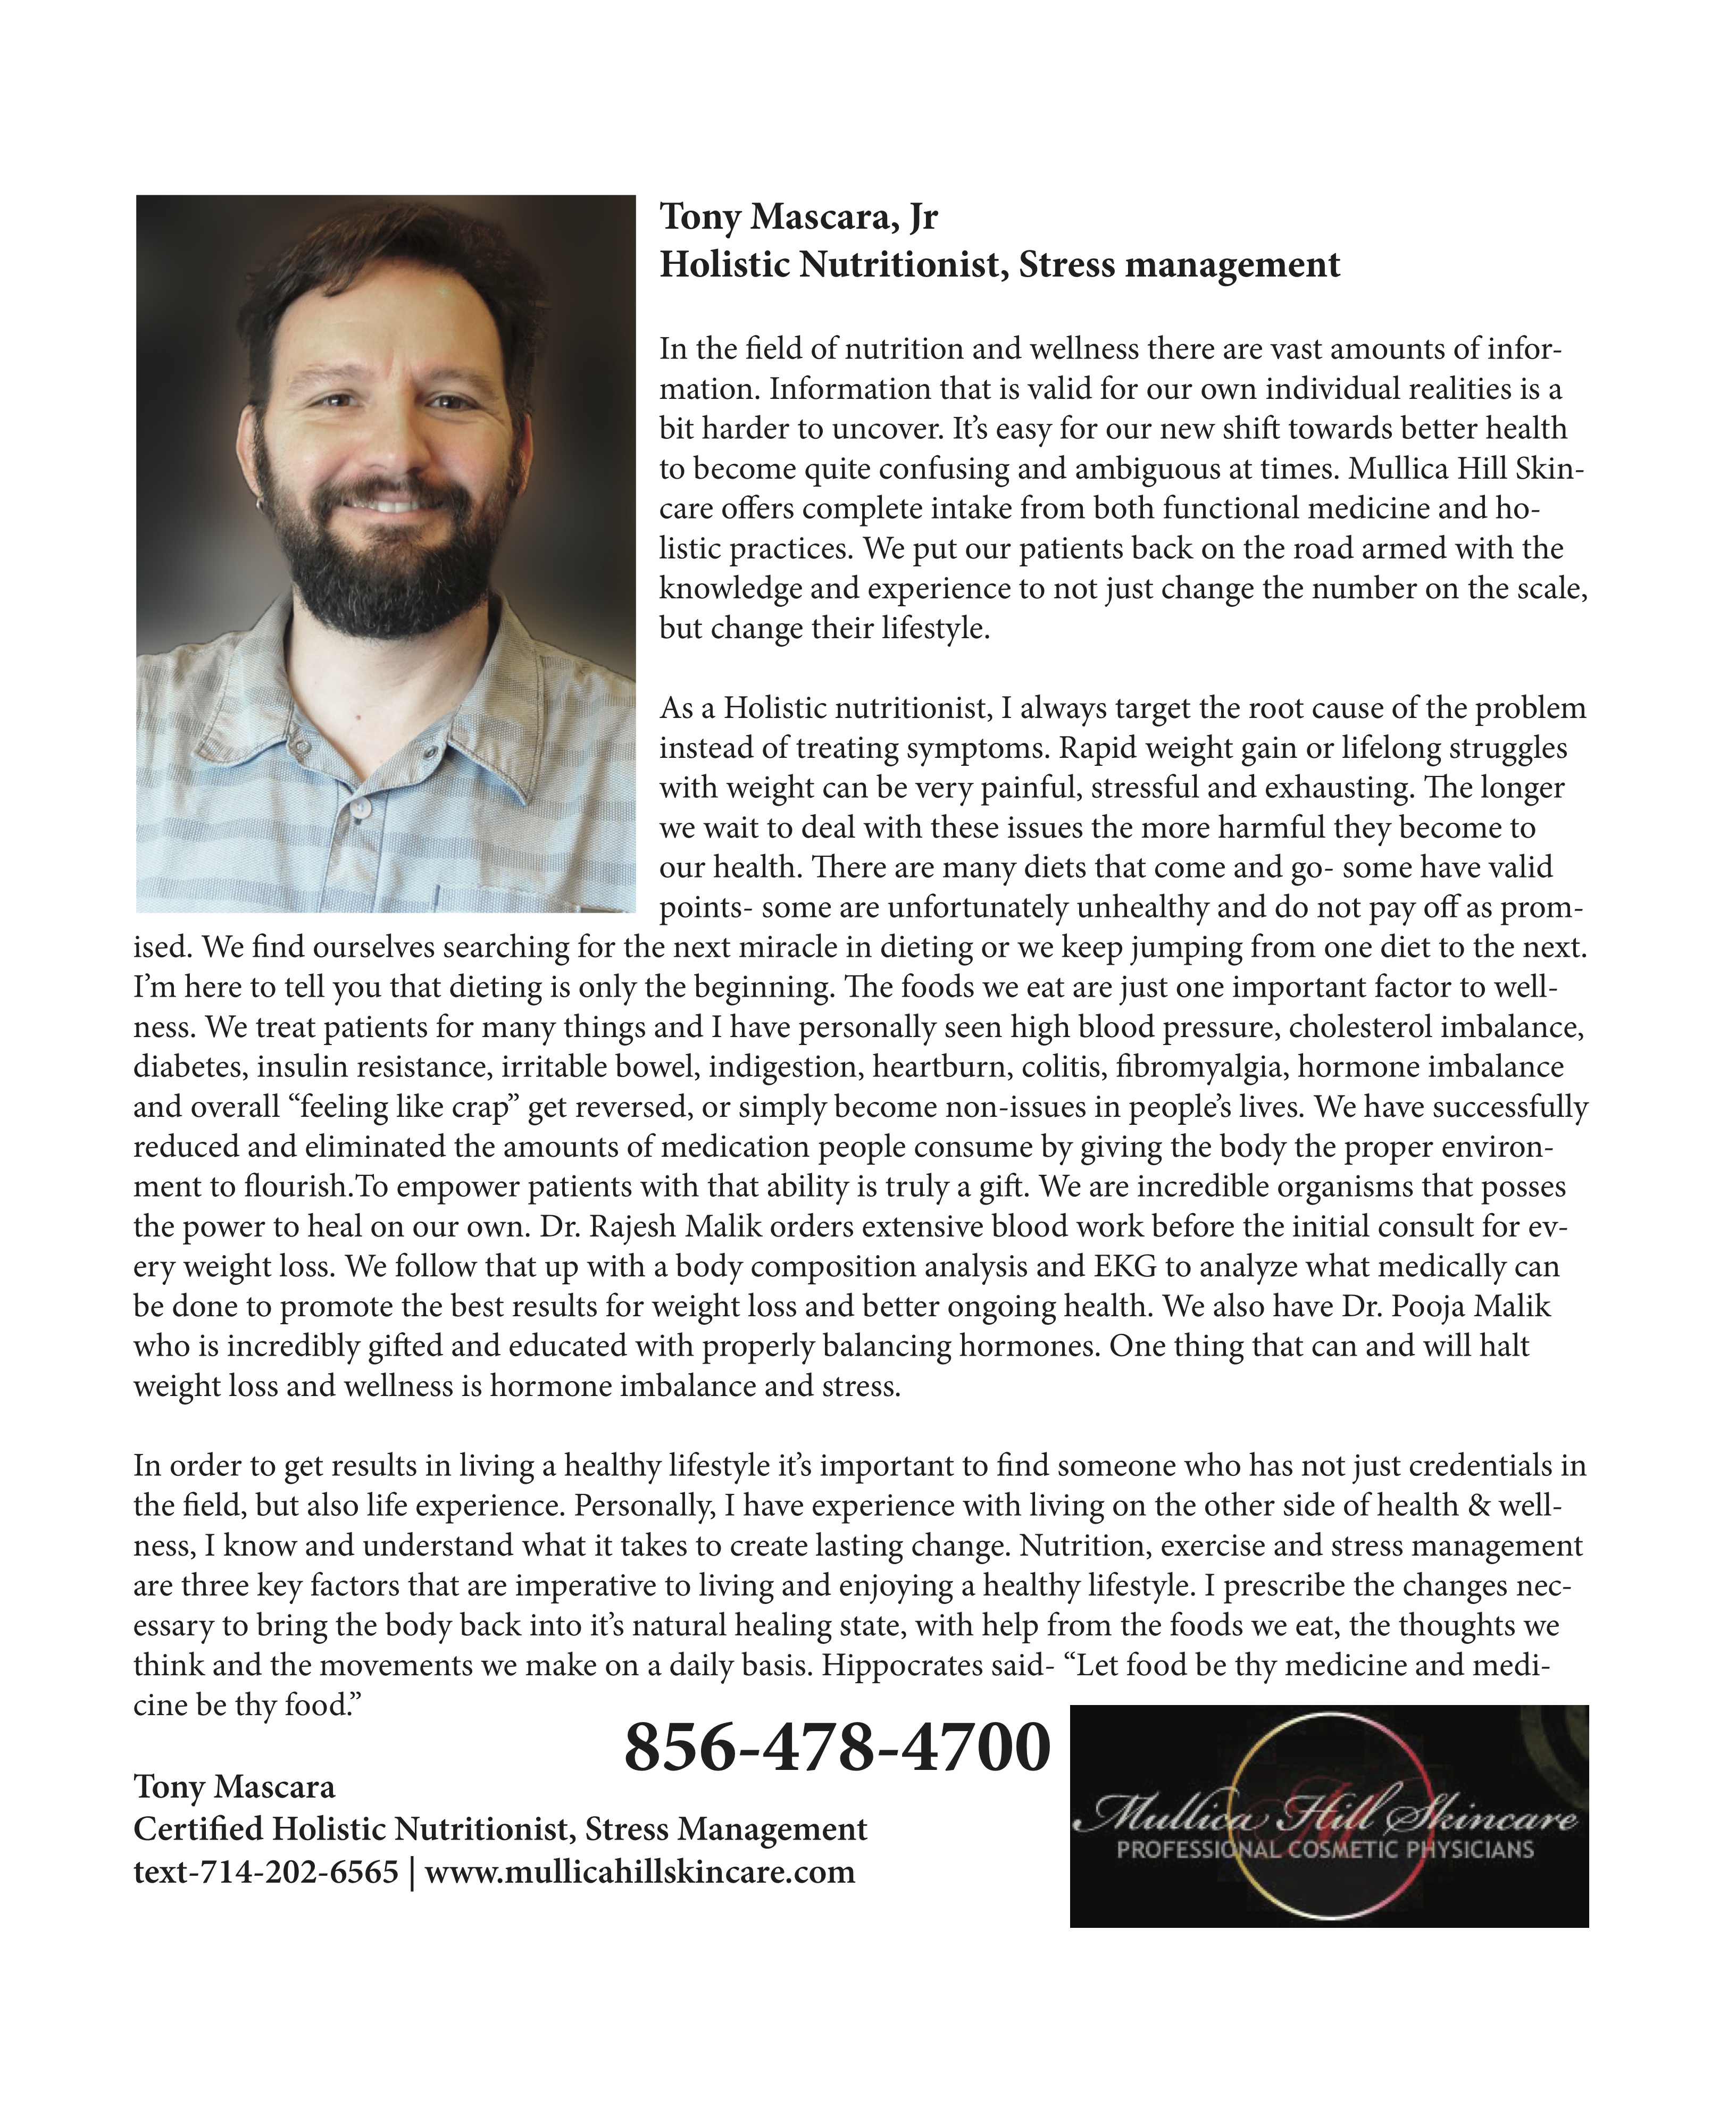 Tony Mascara, Jr
Holistic Nutritionist, Stress management
In the field of nutrition and wellness there are vast amounts of infor-
mation. Information that is valid for our own individual realities is a
bit harder to uncover. It’s easy for our new shift towards better health
to become quite confusing and ambiguous at times. Mullica Hill Skin-
care offers complete intake from both functional medicine and ho-
listic practices. We put our patients back on the road armed with the
knowledge and experience to not just change the number on the scale,
but change their lifestyle.
As a Holistic nutritionist, I always target the root cause of the problem
instead of treating symptoms. Rapid weight gain or lifelong struggles
with weight can be very painful, stressful and exhausting. The longer
we wait to deal with these issues the more harmful they become to
our health. There are many diets that come and go- some have valid
points- some are unfortunately unhealthy and do not pay off as prom-
ised. We find ourselves searching for the next miracle in dieting or we keep jumping from one diet to the next.
I’m here to tell you that dieting is only the beginning. The foods we eat are just one important factor to well-
ness. We treat patients for many things and I have personally seen high blood pressure, cholesterol imbalance,
diabetes, insulin resistance, irritable bowel, indigestion, heartburn, colitis, fibromyalgia, hormone imbalance
and overall “feeling like crap” get reversed, or simply become non-issues in people’s lives. We have successfully
reduced and eliminated the amounts of medication people consume by giving the body the proper environ-
ment to flourish.To empower patients with that ability is truly a gift. We are incredible organisms that posses
the power to heal on our own. Dr. Rajesh Malik orders extensive blood work before the initial consult for ev-
ery weight loss. We follow that up with a body composition analysis and EKG to analyze what medically can
be done to promote the best results for weight loss and better ongoing health. We also have Dr. Pooja Malik
who is incredibly gifted and educated with properly balancing hormones. One thing that can and will halt
weight loss and wellness is hormone imbalance and stress.
In order to get results in living a healthy lifestyle it’s important to find someone who has not just credentials in
the field, but also life experience. Personally, I have experience with living on the other side of health & well-
ness, I know and understand what it takes to create lasting change. Nutrition, exercise and stress management
are three key factors that are imperative to living and enjoying a healthy lifestyle. I prescribe the changes nec-
essary to bring the body back into it’s natural healing state, with help from the foods we eat, the thoughts we
think and the movements we make on a daily basis. Hippocrates said- “Let food be thy medicine and medi-
cine be thy food.”
856-478-4700
Tony Mascara
Certified Holistic Nutritionist, Stress Management
text-714-202-6565 | www.mullicahillskincare.com
Mullica Hill Skincare
PROFESSIONAL COSMETIC PHYSICIANS